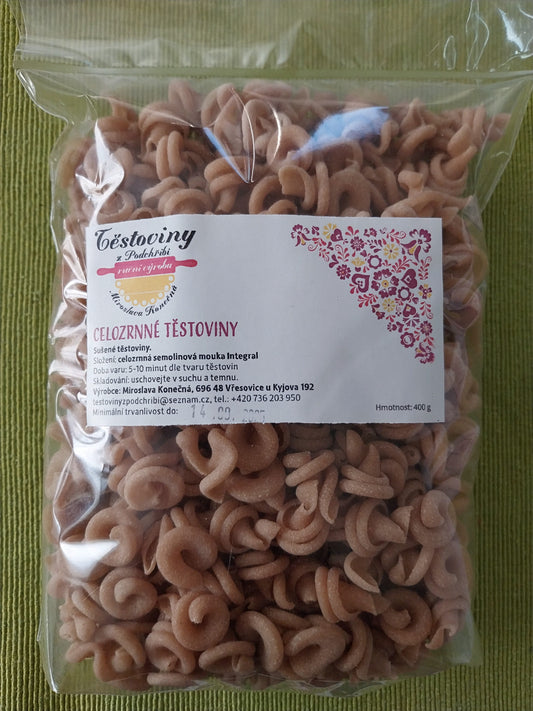 Těstoviny
z Podchřibí
ruční výroba
Miroslava Konečná
CELOZRNNÉ TĚSTOVINY
Sušené těstoviny.
Složení: celozrnná semolinová mouka Integral
Doba varu: 5-10 minut dle tvaru těstovin
Skladování: uschovejte v suchu a temnu.
Výrobce: Miroslava Konečná, 696 48 Vřesovice u Kyjova 192
testovinyzpodchribi@seznam.cz, tel.: +420 736 203 950
Minimální trvanlivost do: 14 .09.
Hmotnost: 400 g